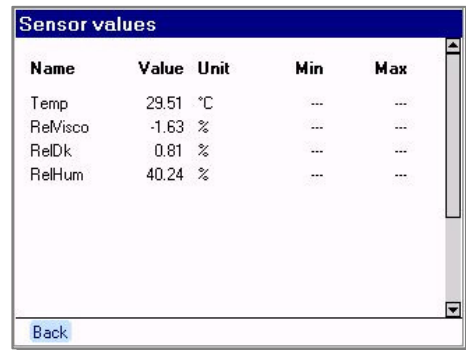 Sensor values
Name Value Unit Min Max
Temp 29.51 °C --- ---
RelVisco -1.63 % --- ---
RelDk 0.81 % --- ---
RelHum 40.24 % --- ---
Back